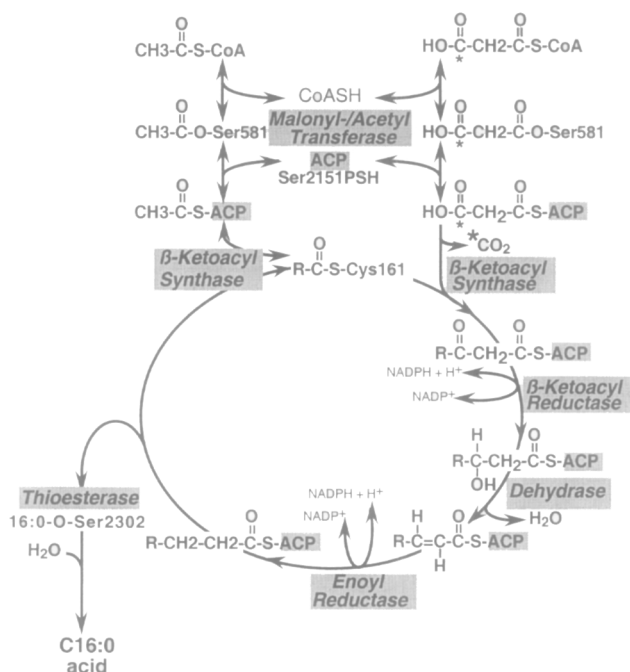 O
CH3-C-S-CoA
O O
HO-C-CH2-C-S-CoA
*
CoASH
Malonyl-/Acetyl
Transferase
O
CH3-C-O-Ser581
O O
HO-C-CH2-C-O-Ser581
*
ACP
Ser2151PSH
O
CH3-C-S-ACP
O O
HO-C-CH2-C-S-ACP
*
*CO2
ß-Ketoacyl
Synthase
O
R-C-S-Cys161
ß-Ketoacyl
Synthase
O O
R-C-CH2-C-S-ACP
NADPH + H+
NADP+
ß-Ketoacyl
Reductase
H O
R-C-CH2-C-S-ACP
OH
Dehydrase
H2O
H O
R-C=C-C-S-ACP
H
NADPH + H+
NADP+
Enoyl
Reductase
O
R-CH2-CH2-C-S-ACP
Thioesterase
16:0-O-Ser2302
H2O
C16:0
acid